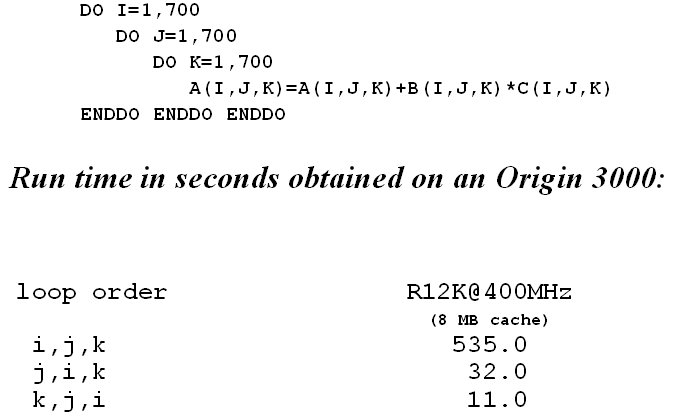 DO I=1,700
DO J=1,700
DO K=1,700
A(I,J,K)=A(I,J,K)+B(I,J,K)*C(I,J,K)
ENDDO ENDDO ENDDO
Run time in seconds obtained on an Origin 3000:
loop order R12K@400MHz
(8 MB cache)
i,j,k 535.0
j,i,k 32.0
k,j,i 11.0